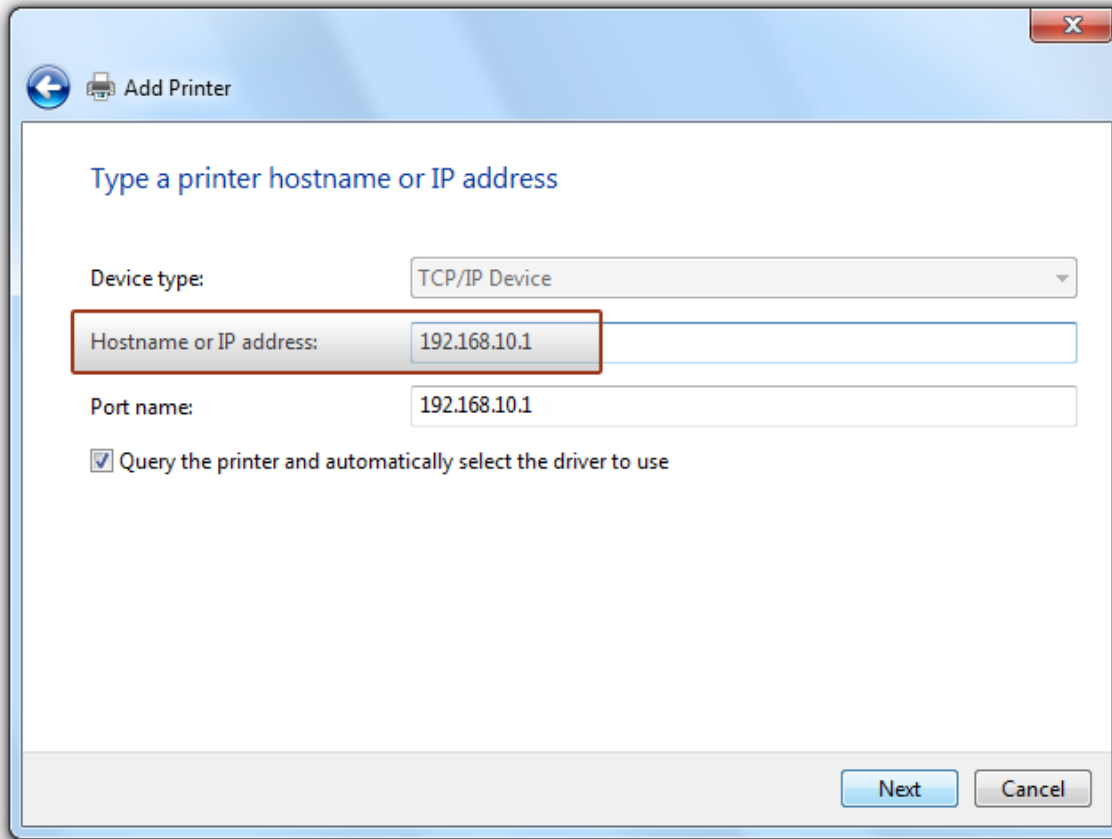 Add Printer
Type a printer hostname or IP address
Device type: TCP/IP Device
Hostname or IP address: 192.168.10.1
Port name: 192.168.10.1
Query the printer and automatically select the driver to use
Next Cancel